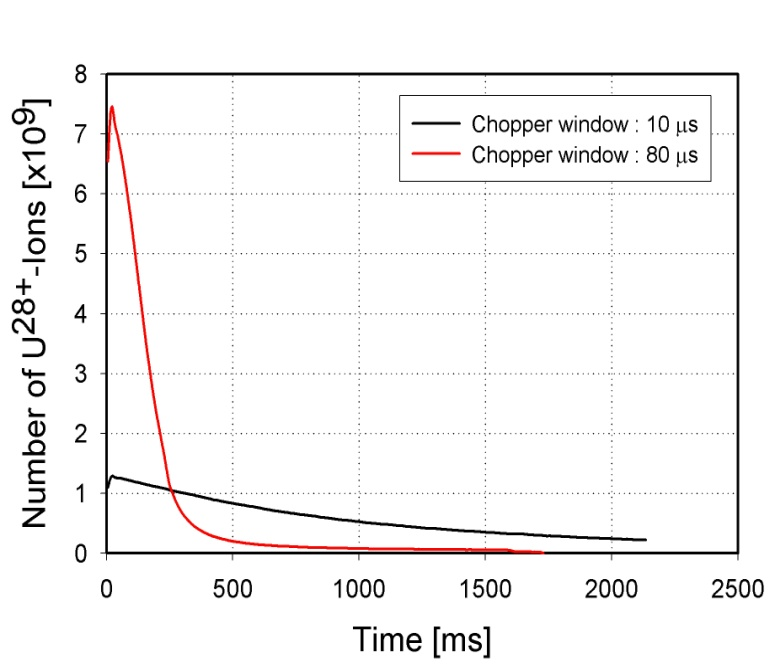 8
7
6
5
4
3
2
1
0
Number of U28+-Ions [x109]
Chopper window : 10 μs
Chopper window : 80 μs
0 500 1000 1500 2000 2500
Time [ms]